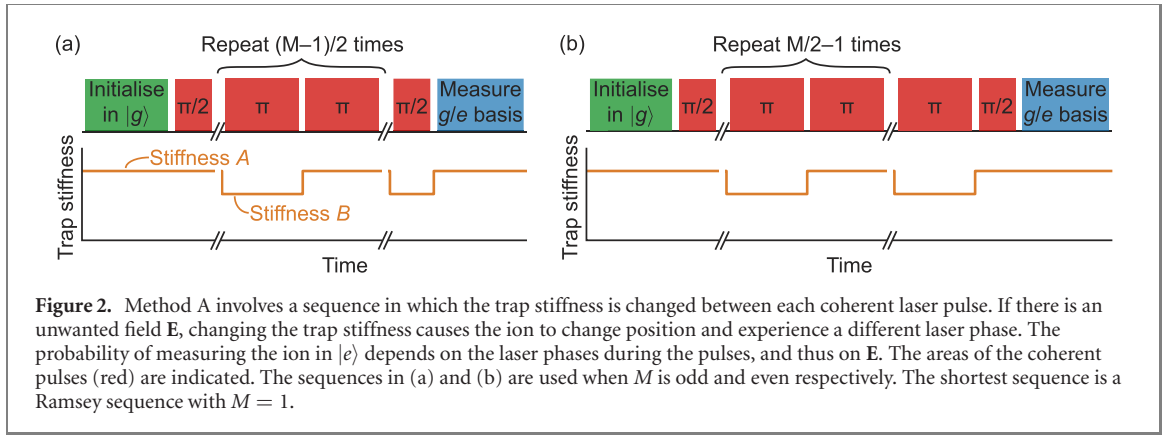 (a)
Repeat (M–1)/2 times
Initialise
in |g⟩
π/2
π
π
π/2
Measure
g/e basis
Trap stiffness
Stiffness A
Stiffness B
Time
(b)
Repeat M/2–1 times
Initialise
in |g⟩
π/2
π
π
π
π/2
Measure
g/e basis
Time
Figure 2. Method A involves a sequence in which the trap stiffness is changed between each coherent laser pulse. If there is an
unwanted field E, changing the trap stiffness causes the ion to change position and experience a different laser phase. The
probability of measuring the ion in |e⟩ depends on the laser phases during the pulses, and thus on E. The areas of the coherent
pulses (red) are indicated. The sequences in (a) and (b) are used when M is odd and even respectively. The shortest sequence is a
Ramsey sequence with M = 1.